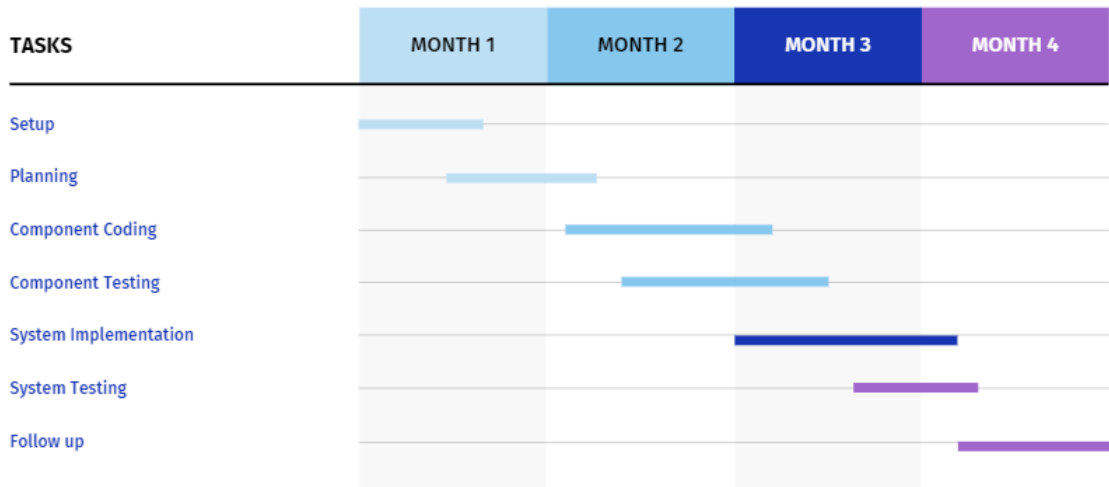 TASKS MONTH 1 MONTH 2 MONTH 3 MONTH 4
Setup
Planning
Component Coding
Component Testing
System Implementation
System Testing
Follow up